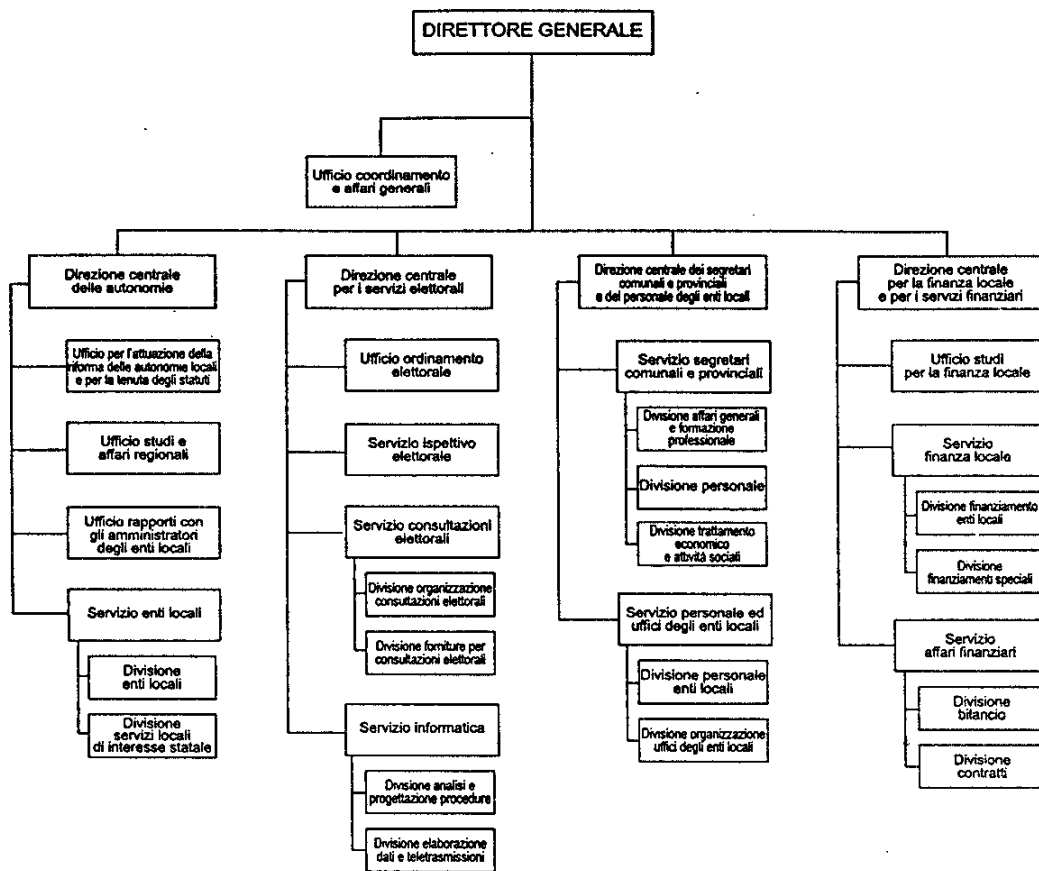 DIRETTORE GENERALE
Ufficio coordinamento
e affari generali
Direzione centrale
delle autonomie
Ufficio per l'attuazione della
riforma delle autonomie locali
e per la tenuta degli statuti
Ufficio studi e
affari regionali
Ufficio rapporti con
gli amministratori
degli enti locali
Servizio enti locali
Divisione
enti locali
Divisione
servizi locali
di interesse statale
Direzione centrale
per i servizi elettorali
Ufficio ordinamento
elettorale
Servizio ispettivo
elettorale
Servizio consultazioni
elettorali
Divisione organizzazione
consultazioni elettorali
Divisione forniture per
consultazioni elettorali
Servizio informatica
Divisione analisi e
progettazione procedure
Divisione elaborazione
dati e teletrasmissioni
Direzione centrale dei segretari
comunali e provinciali
e del personale degli enti locali
Servizio segretari
comunali e provinciali
Divisione affari generali
e formazione
professionale
Divisione personale
Divisione trattamento
economico
e attività sociali
Servizio personale ed
uffici degli enti locali
Divisione personale
enti locali
Divisione organizzazione
uffici degli enti locali
Direzione centrale
per la finanza locale
e per i servizi finanziari
Ufficio studi
per la finanza locale
Servizio
finanza locale
Divisione finanziamento
enti locali
Divisione
finanziamenti speciali
Servizio
affari finanziari
Divisione
bilancio
Divisione
contratti